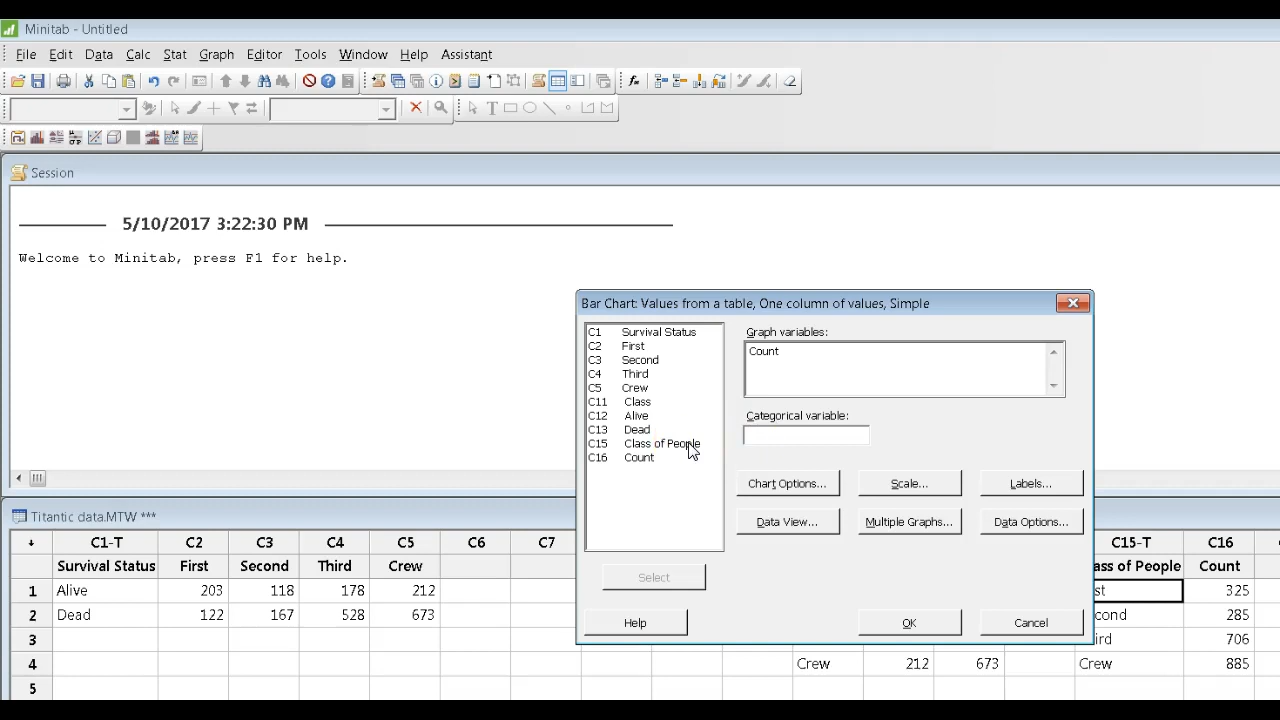 Minitab - Untitled
File Edit Data Calc Stat Graph Editor Tools Window Help Assistant
Session
5/10/2017 3:22:30 PM
Welcome to Minitab, press F1 for help.
Bar Chart: Values from a table, One column of values, Simple
C1 Survival Status
C2 First
C3 Second
C4 Third
C5 Crew
C11 Class
C12 Alive
C13 Dead
C15 Class of People
C16 Count
Graph variables:
Count
Categorical variable:
Chart Options... Scale... Labels...
Data View... Multiple Graphs... Data Options...
Select
Help OK Cancel
Titantic data.MTW ***
C1-T C2 C3 C4 C5 C6 C7 C15-T C16
Survival Status First Second Third Crew ass of People Count
1 Alive 203 118 178 212 st 325
2 Dead 122 167 528 673 cond 285
3 ird 706
4 Crew 212 673 Crew 885
5